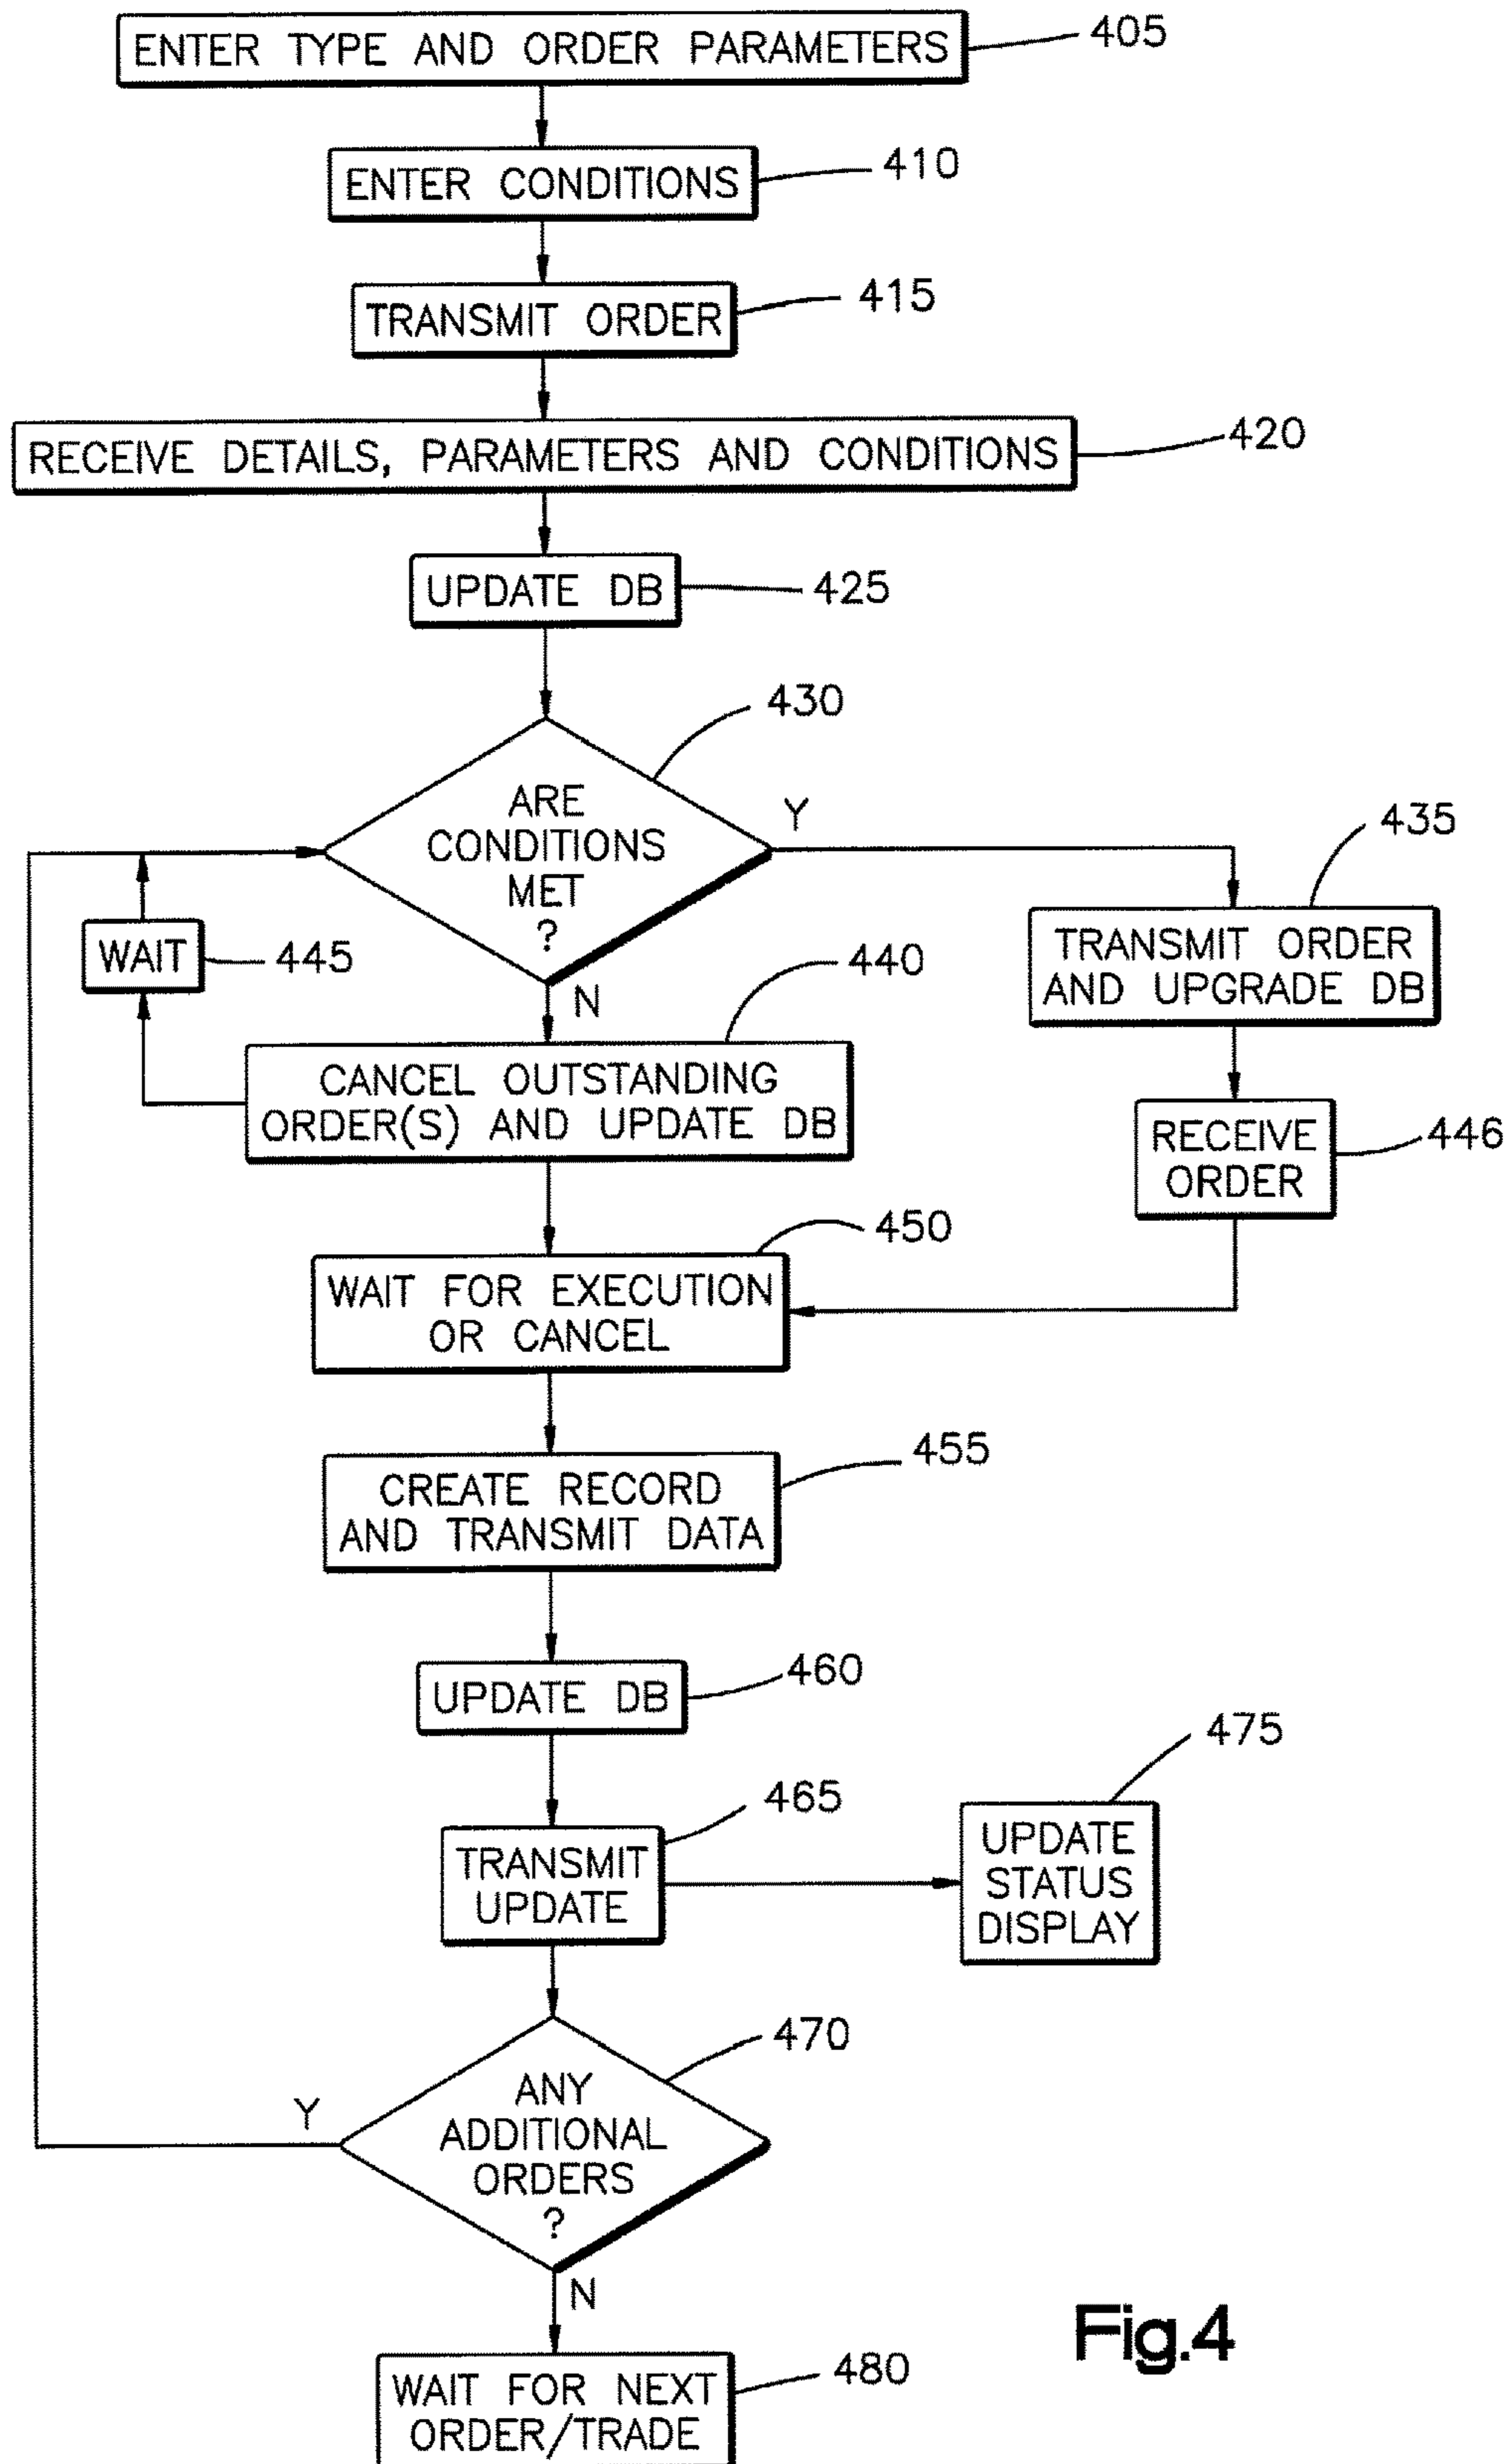 ENTER TYPE AND ORDER PARAMETERS
405
ENTER CONDITIONS
410
TRANSMIT ORDER
415
RECEIVE DETAILS, PARAMETERS AND CONDITIONS
420
UPDATE DB
425
430
ARE
CONDITIONS
MET
?
Y
N
435
TRANSMIT ORDER
AND UPGRADE DB
WAIT
445
440
CANCEL OUTSTANDING
ORDER(S) AND UPDATE DB
RECEIVE
ORDER
446
450
WAIT FOR EXECUTION
OR CANCEL
455
CREATE RECORD
AND TRANSMIT DATA
460
UPDATE DB
465
TRANSMIT
UPDATE
475
UPDATE
STATUS
DISPLAY
470
ANY
ADDITIONAL
ORDERS
?
Y
N
480
WAIT FOR NEXT
ORDER/TRADE
Fig.4